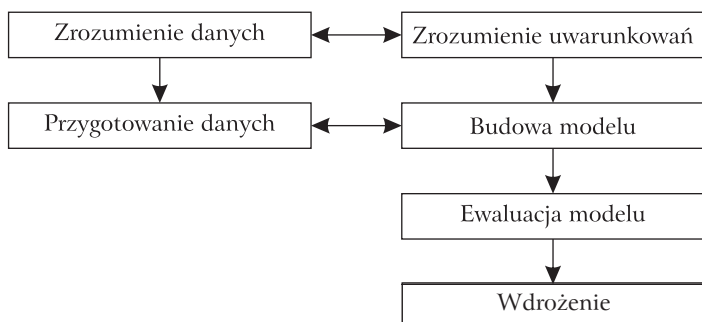 Zrozumienie danych
Zrozumienie uwarunkowań
Przygotowanie danych
Budowa modelu
Ewaluacja modelu
Wdrożenie